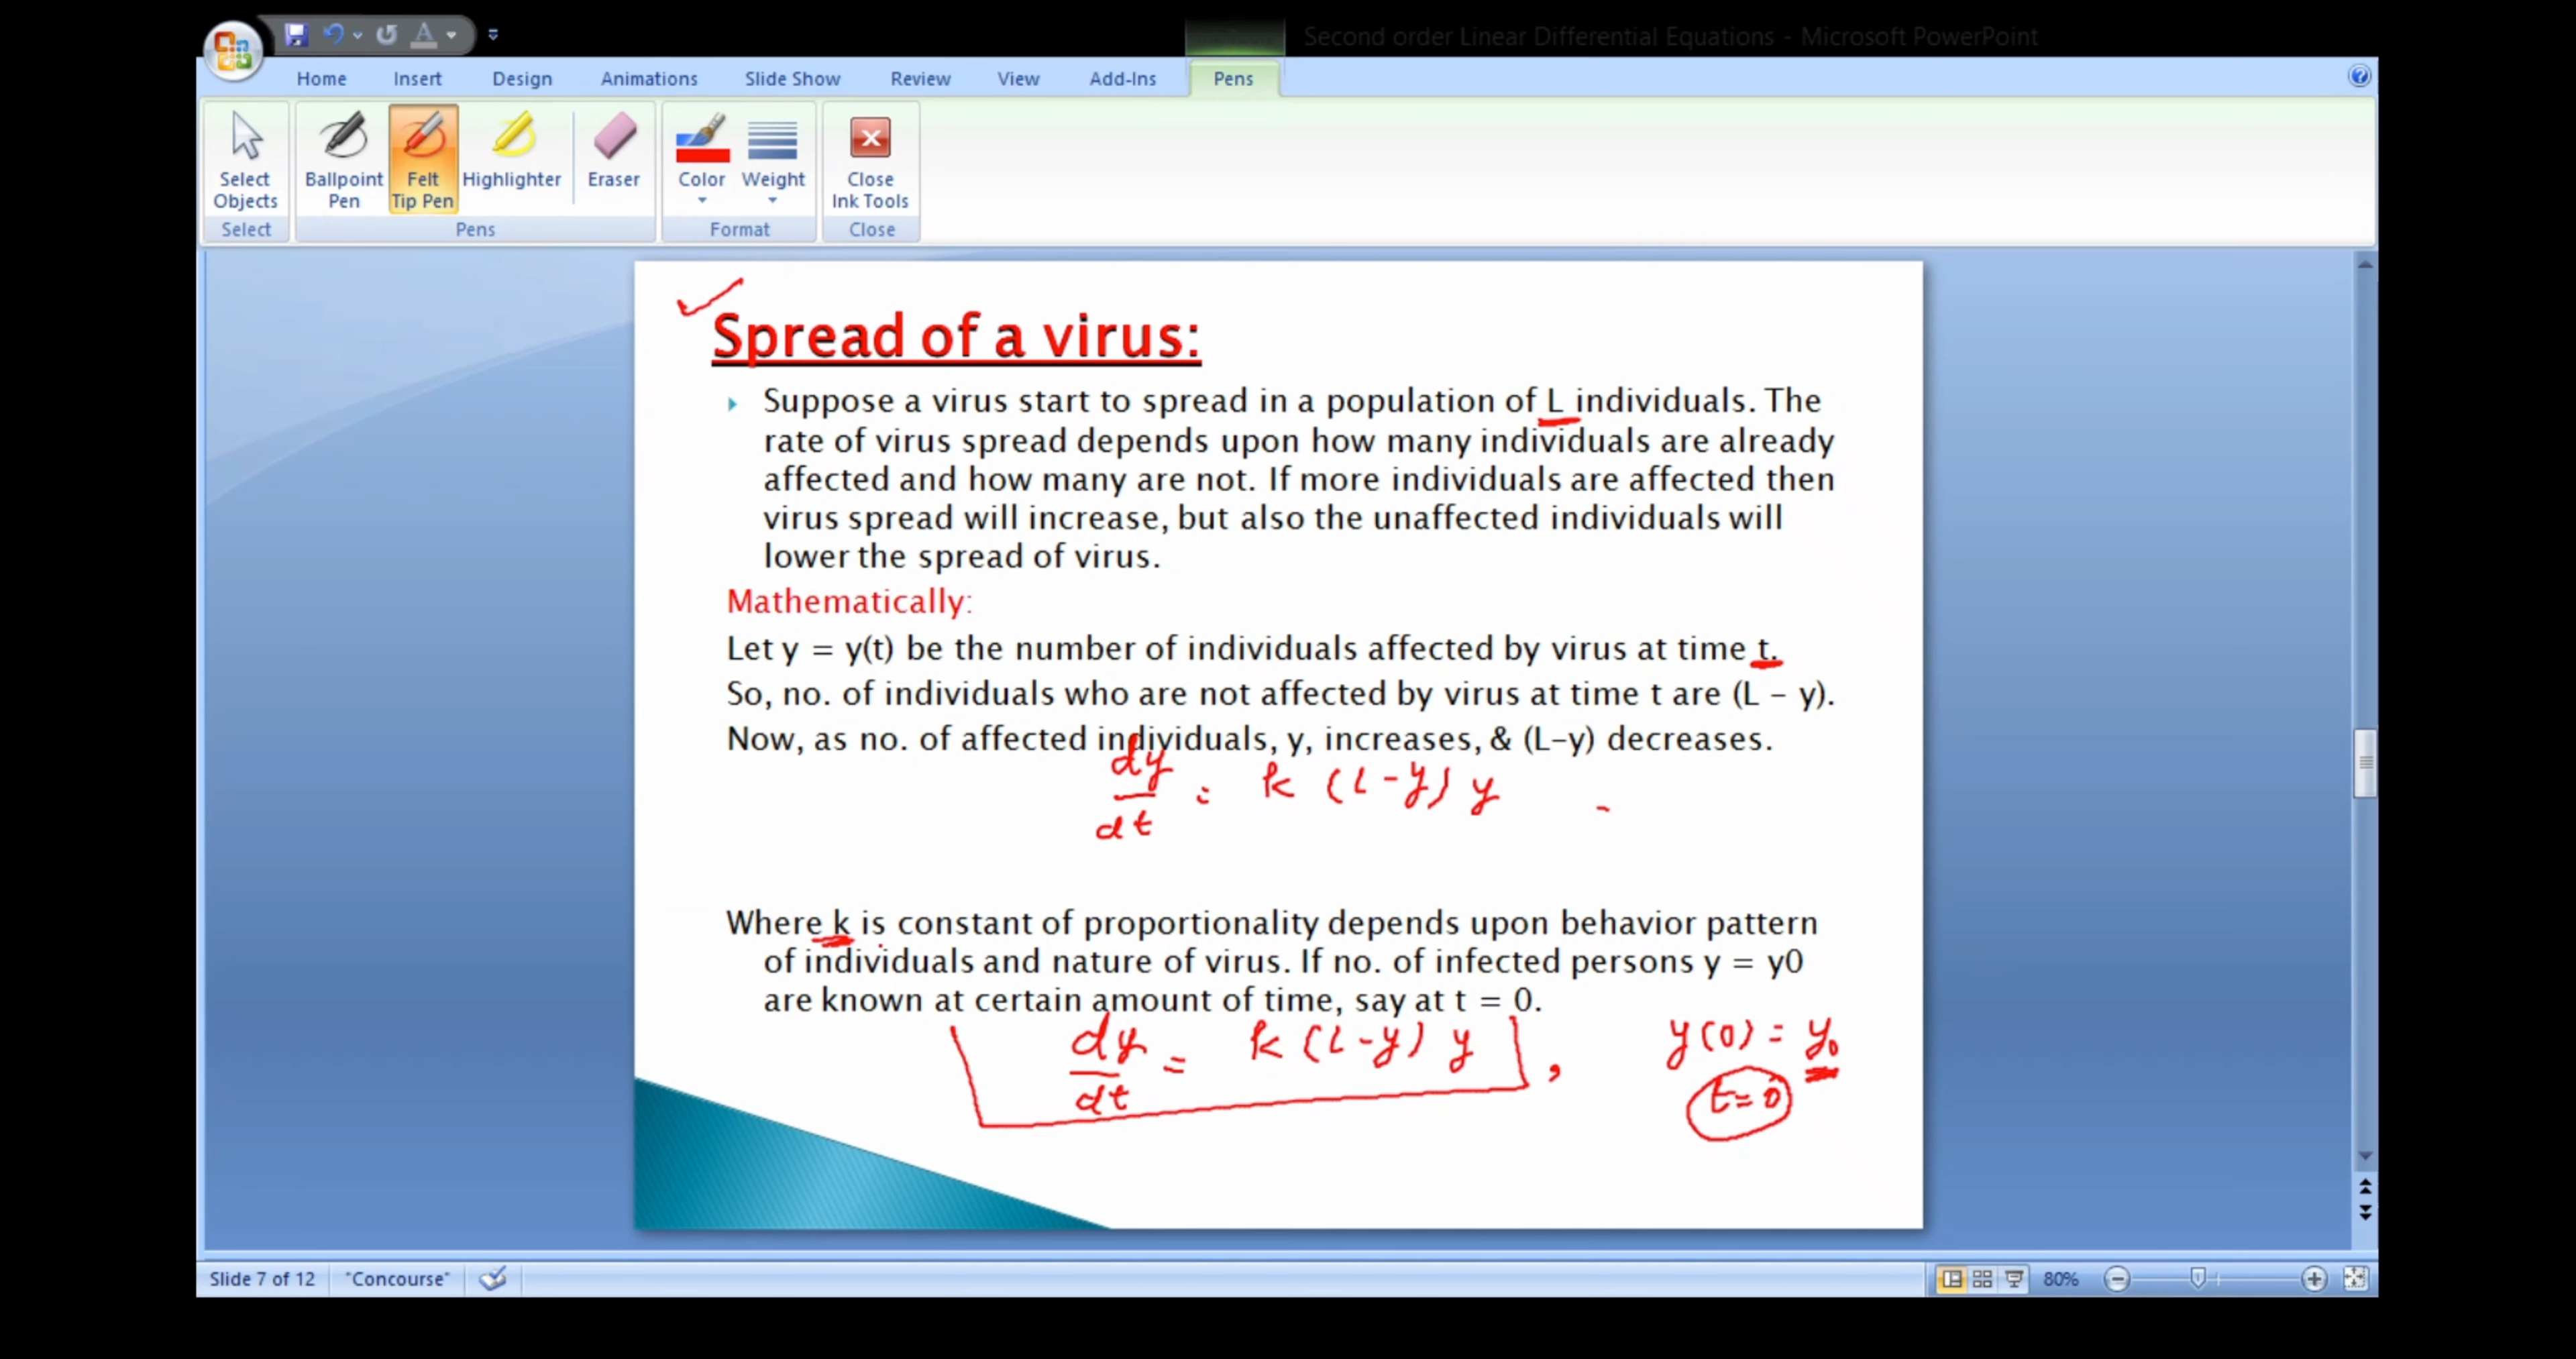 Second order Linear Differential Equations - Microsoft PowerPoint
Home Insert Design Animations Slide Show Review View Add-Ins Pens
Select Objects Ballpoint Pen Felt Tip Pen Highlighter Eraser Color Weight Close Ink Tools
Select Pens Format Close
Spread of a virus:
Suppose a virus start to spread in a population of L individuals. The
rate of virus spread depends upon how many individuals are already
affected and how many are not. If more individuals are affected then
virus spread will increase, but also the unaffected individuals will
lower the spread of virus.
Mathematically:
Let y = y(t) be the number of individuals affected by virus at time t.
So, no. of individuals who are not affected by virus at time t are (L - y).
Now, as no. of affected individuals, y, increases, & (L-y) decreases.
dy/dt = k (L-y) y -
Where k is constant of proportionality depends upon behavior pattern
of individuals and nature of virus. If no. of infected persons y = y0
are known at certain amount of time, say at t = 0.
dy/dt = k (L-y) y , y(0) = y₀
t=0
Slide 7 of 12 "Concourse" 80%